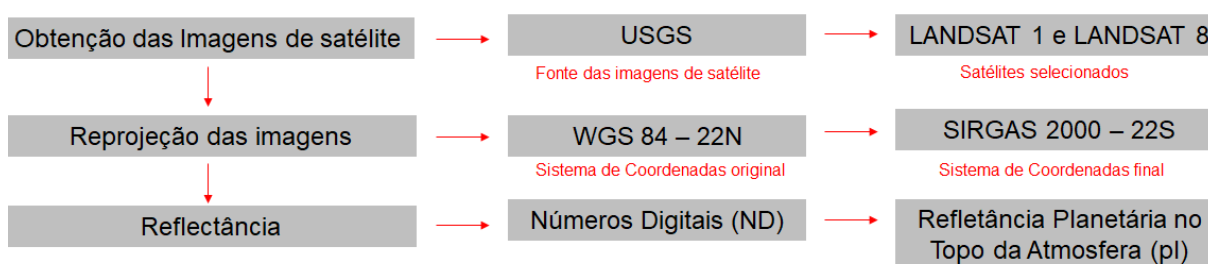 Obtenção das Imagens de satélite
USGS
LANDSAT 1 e LANDSAT 8
Fonte das imagens de satélite
Satélites selecionados
Reprojeção das imagens
WGS 84 – 22N
SIRGAS 2000 – 22S
Sistema de Coordenadas original
Sistema de Coordenadas final
Reflectância
Números Digitais (ND)
Refletância Planetária no
Topo da Atmosfera (pl)